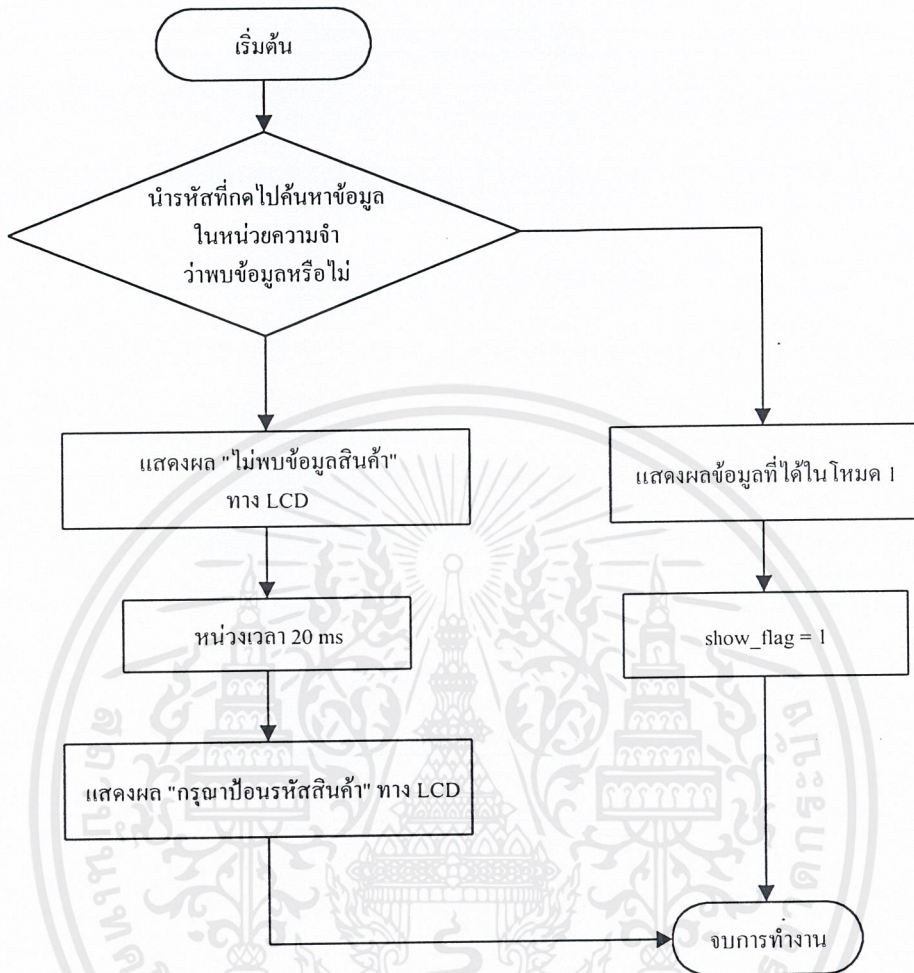 เริ่มต้น
นำรหัสที่กดไปค้นหาข้อมูล
ในหน่วยความจำ
ว่าพบข้อมูลหรือไม่
แสดงผล "ไม่พบข้อมูลสินค้า"
ทาง LCD
แสดงผลข้อมูลที่ได้ในโหมด 1
หน่วงเวลา 20 ms
show_flag = 1
แสดงผล "กรุณาป้อนรหัสสินค้า" ทาง LCD
จบการทำงาน